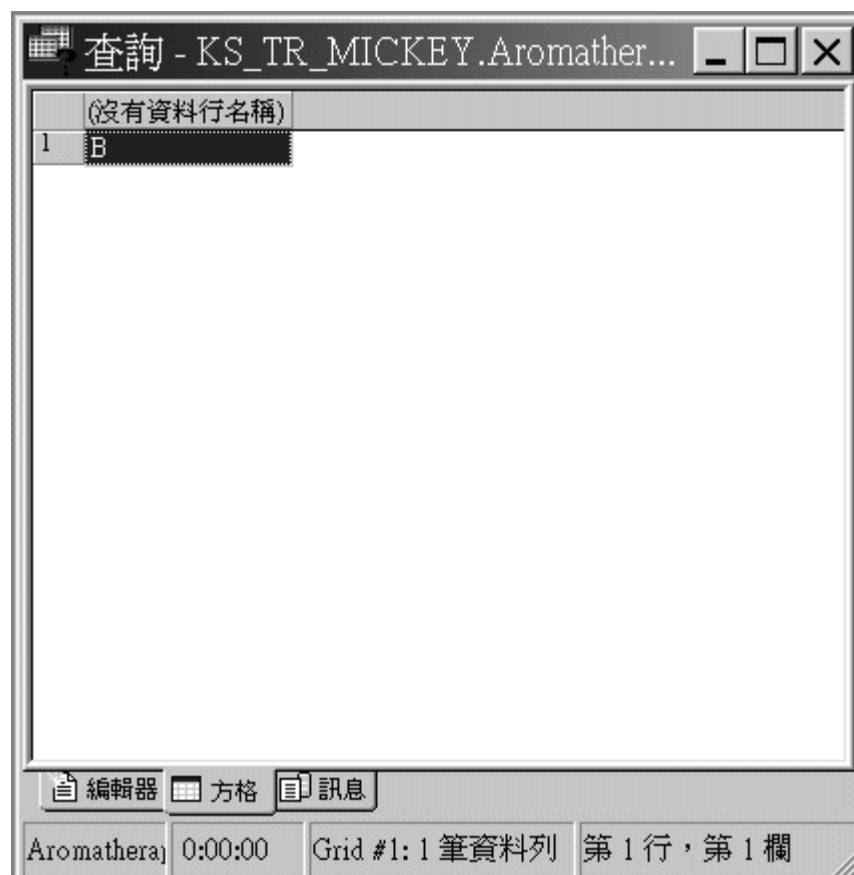 查詢 - KS_TR_MICKEY.Aromather...
(沒有資料行名稱)
1 B
編輯器 方格 訊息
Aromatherap 0:00:00 Grid #1: 1 筆資料列 第 1 行，第 1 欄